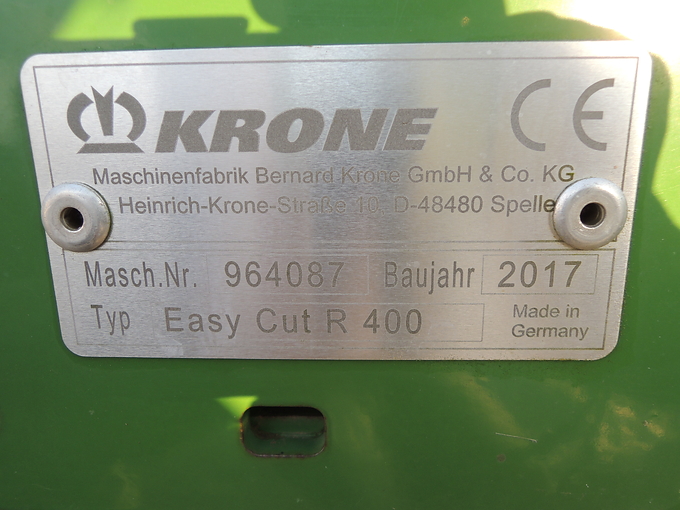 KRONE CE
Maschinenfabrik Bernard Krone GmbH & Co. KG
Heinrich-Krone-Straße 10, D-48480 Spelle
Masch.Nr. 964087 Baujahr 2017
Typ Easy Cut R 400 Made in Germany